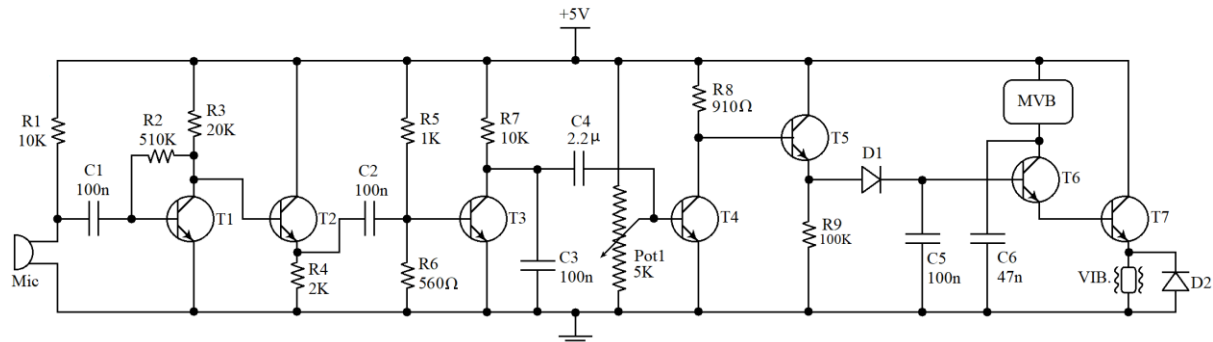 +5V
R1
10K
R2
510K
R3
20K
C1
100n
T1
Mic
T2
R4
2K
C2
100n
R5
1K
R6
560Ω
R7
10K
T3
C3
100n
C4
2.2µ
Pot1
5K
R8
910Ω
T4
T5
R9
100K
D1
C5
100n
C6
47n
MVB
T6
T7
VIB.
D2